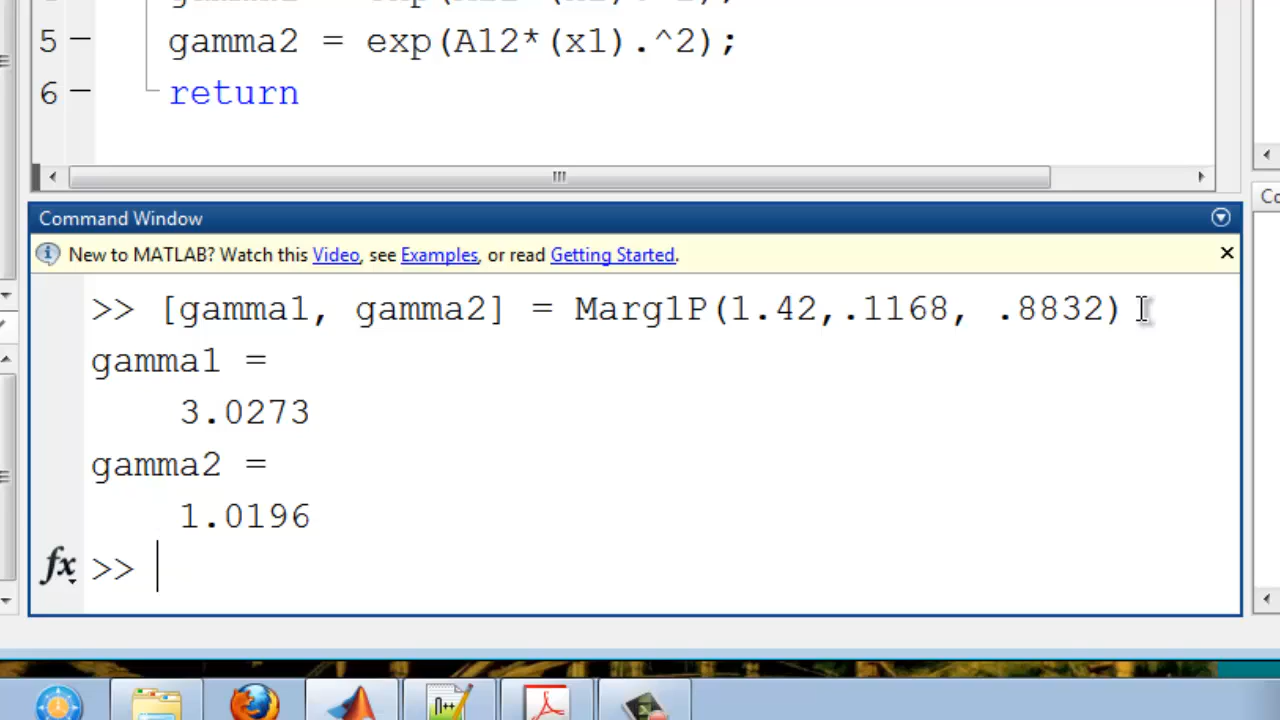 5 gamma2 = exp(A12*(x1).^2);
6 return
Command Window
New to MATLAB? Watch this Video, see Examples, or read Getting Started.
>> [gamma1, gamma2] = Marg1P(1.42,.1168, .8832)
gamma1 =
3.0273
gamma2 =
1.0196
fx >>